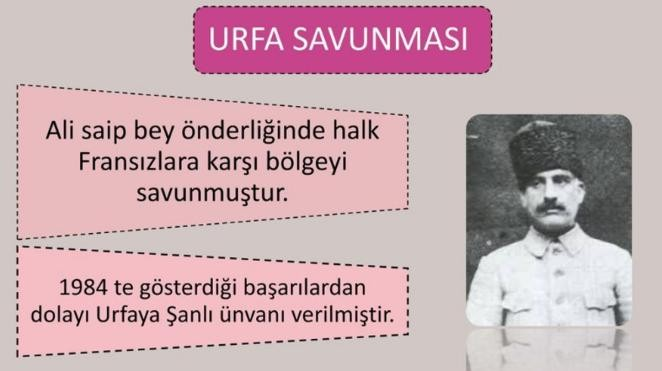 URFA SAVUNMASI
Ali saip bey önderliğinde halk
Fransızlara karşı bölgeyi
savunmuştur.
1984 te gösterdiği başarılardan
dolayı Urfaya Şanlı ünvanı verilmiştir.